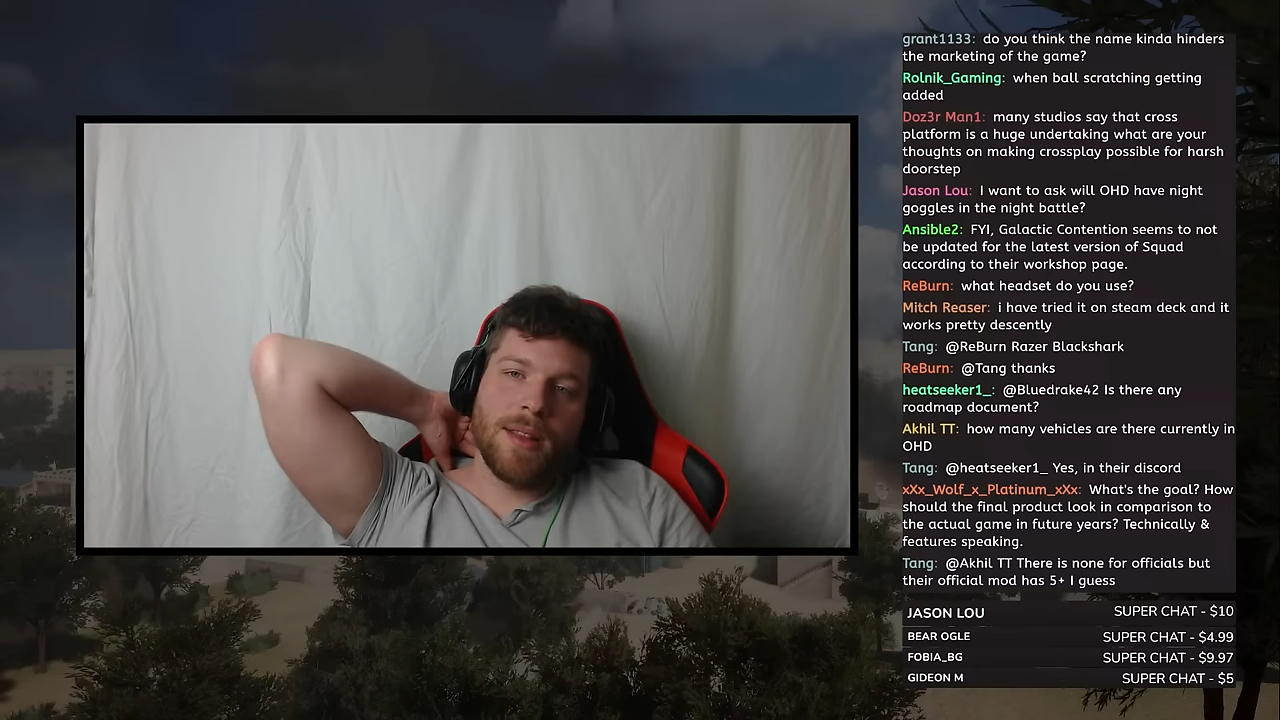 grant1133: do you think the name kinda hinders
the marketing of the game?
Rolnik_Gaming: when ball scratching getting
added
Doz3r Man1: many studios say that cross
platform is a huge undertaking what are your
thoughts on making crossplay possible for harsh
doorstep
Jason Lou: I want to ask will OHD have night
goggles in the night battle?
Ansible2: FYI, Galactic Contention seems to not
be updated for the latest version of Squad
according to their workshop page.
ReBurn: what headset do you use?
Mitch Reaser: i have tried it on steam deck and it
works pretty descently
Tang: @ReBurn Razer Blackshark
ReBurn: @Tang thanks
heatseeker1_: @Bluedrake42 Is there any
roadmap document?
Akhil TT: how many vehicles are there currently in
OHD
Tang: @heatseeker1_ Yes, in their discord
xXx_Wolf_x_Platinum_xXx: What's the goal? How
should the final product look in comparison to
the actual game in future years? Technically &
features speaking.
Tang: @Akhil TT There is none for officials but
their official mod has 5+ I guess
JASON LOU SUPER CHAT - $10
BEAR OGLE SUPER CHAT - $4.99
FOBIA_BG SUPER CHAT - $9.97
GIDEON M SUPER CHAT - $5